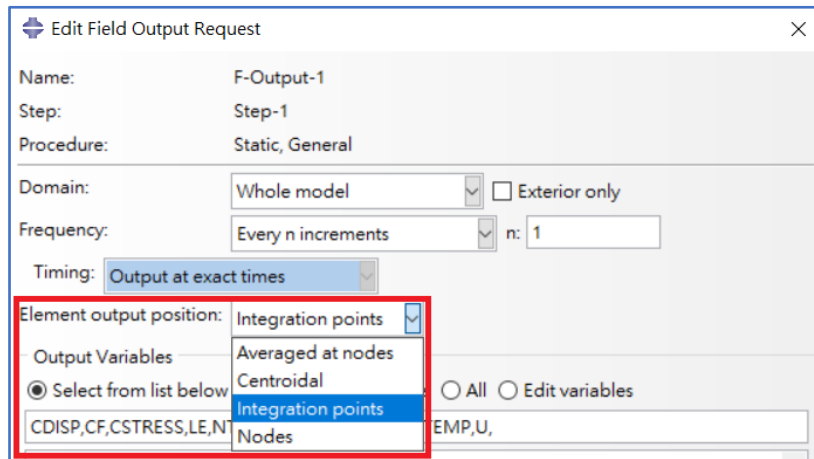 Edit Field Output Request
Name: F-Output-1
Step: Step-1
Procedure: Static, General
Domain: Whole model Exterior only
Frequency: Every n increments n: 1
Timing: Output at exact times
Element output position: Integration points
Averaged at nodes
Output Variables
Centroidal
Select from list below All Edit variables
Integration points
CDISP,CF,CSTRESS,LE, EMP,U,
Nodes